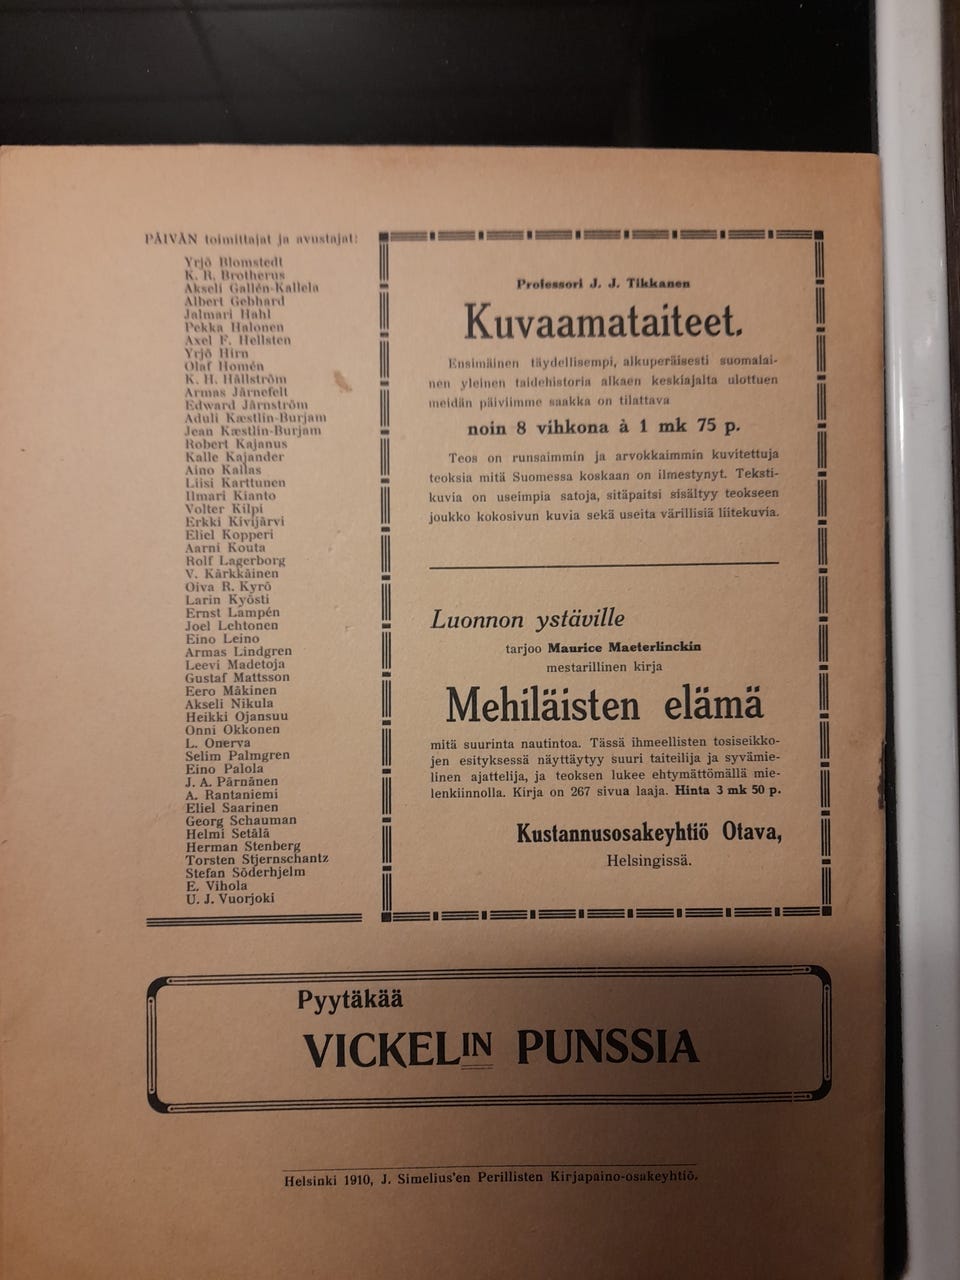 PÄIVÄN toimittajat ja avustajat:
Yrjö Blomstedt
K. R. Brotherus
Akseli Gallén-Kallela
Albert Gebhard
Jalmari Hahl
Pekka Halonen
Axel F. Hellsten
Yrjö Hirn
Olaf Homén
K. H. Hällström
Armas Järnefelt
Edward Järnström
Aduli Kæstlin-Burjam
Jean Kæstlin-Burjam
Robert Kajanus
Kalle Kajander
Aino Kallas
Liisi Karttunen
Ilmari Kianto
Volter Kilpi
Erkki Kivijärvi
Eliel Kopperi
Aarni Kouta
Rolf Lagerborg
V. Kärkkäinen
Oiva R. Kyrö
Larin Kyösti
Ernst Lampén
Joel Lehtonen
Eino Leino
Armas Lindgren
Leevi Madetoja
Gustaf Mattsson
Eero Mäkinen
Akseli Nikula
Heikki Ojansuu
Onni Okkonen
L. Onerva
Selim Palmgren
Eino Palola
J. A. Pärnänen
A. Rantaniemi
Eliel Saarinen
Georg Schauman
Helmi Setälä
Herman Stenberg
Torsten Stjernschantz
Stefan Söderhjelm
E. Vihola
U. J. Vuorjoki
Professori J. J. Tikkanen
Kuvaamataiteet.
Ensimäinen täydellisempi, alkuperäisesti suomalai-
nen yleinen taidehistoria alkaen keskiajalta ulottuen
meidän päiviimme saakka on tilattava
noin 8 vihkona à 1 mk 75 p.
Teos on runsaimmin ja arvokkaimmin kuvitettuja
teoksia mitä Suomessa koskaan on ilmestynyt. Teksti-
kuvia on useimpia satoja, sitäpaitsi sisältyy teokseen
joukko kokosivun kuvia sekä useita värillisiä liitekuvia.
Luonnon ystäville
tarjoo Maurice Maeterlinckin
mestarillinen kirja
Mehiläisten elämä
mitä suurinta nautintoa. Tässä ihmeellisten tosiseikko-
jen esityksessä näyttäytyy suuri taiteilija ja syvämie-
linen ajattelija, ja teoksen lukee ehtymättömällä mie-
lenkiinnolla. Kirja on 267 sivua laaja. Hinta 3 mk 50 p.
Kustannusosakeyhtiö Otava,
Helsingissä.
Pyytäkää
VICKELIN PUNSSIA
Helsinki 1910, J. Simelius'en Perillisten Kirjapaino-osakeyhtiö.